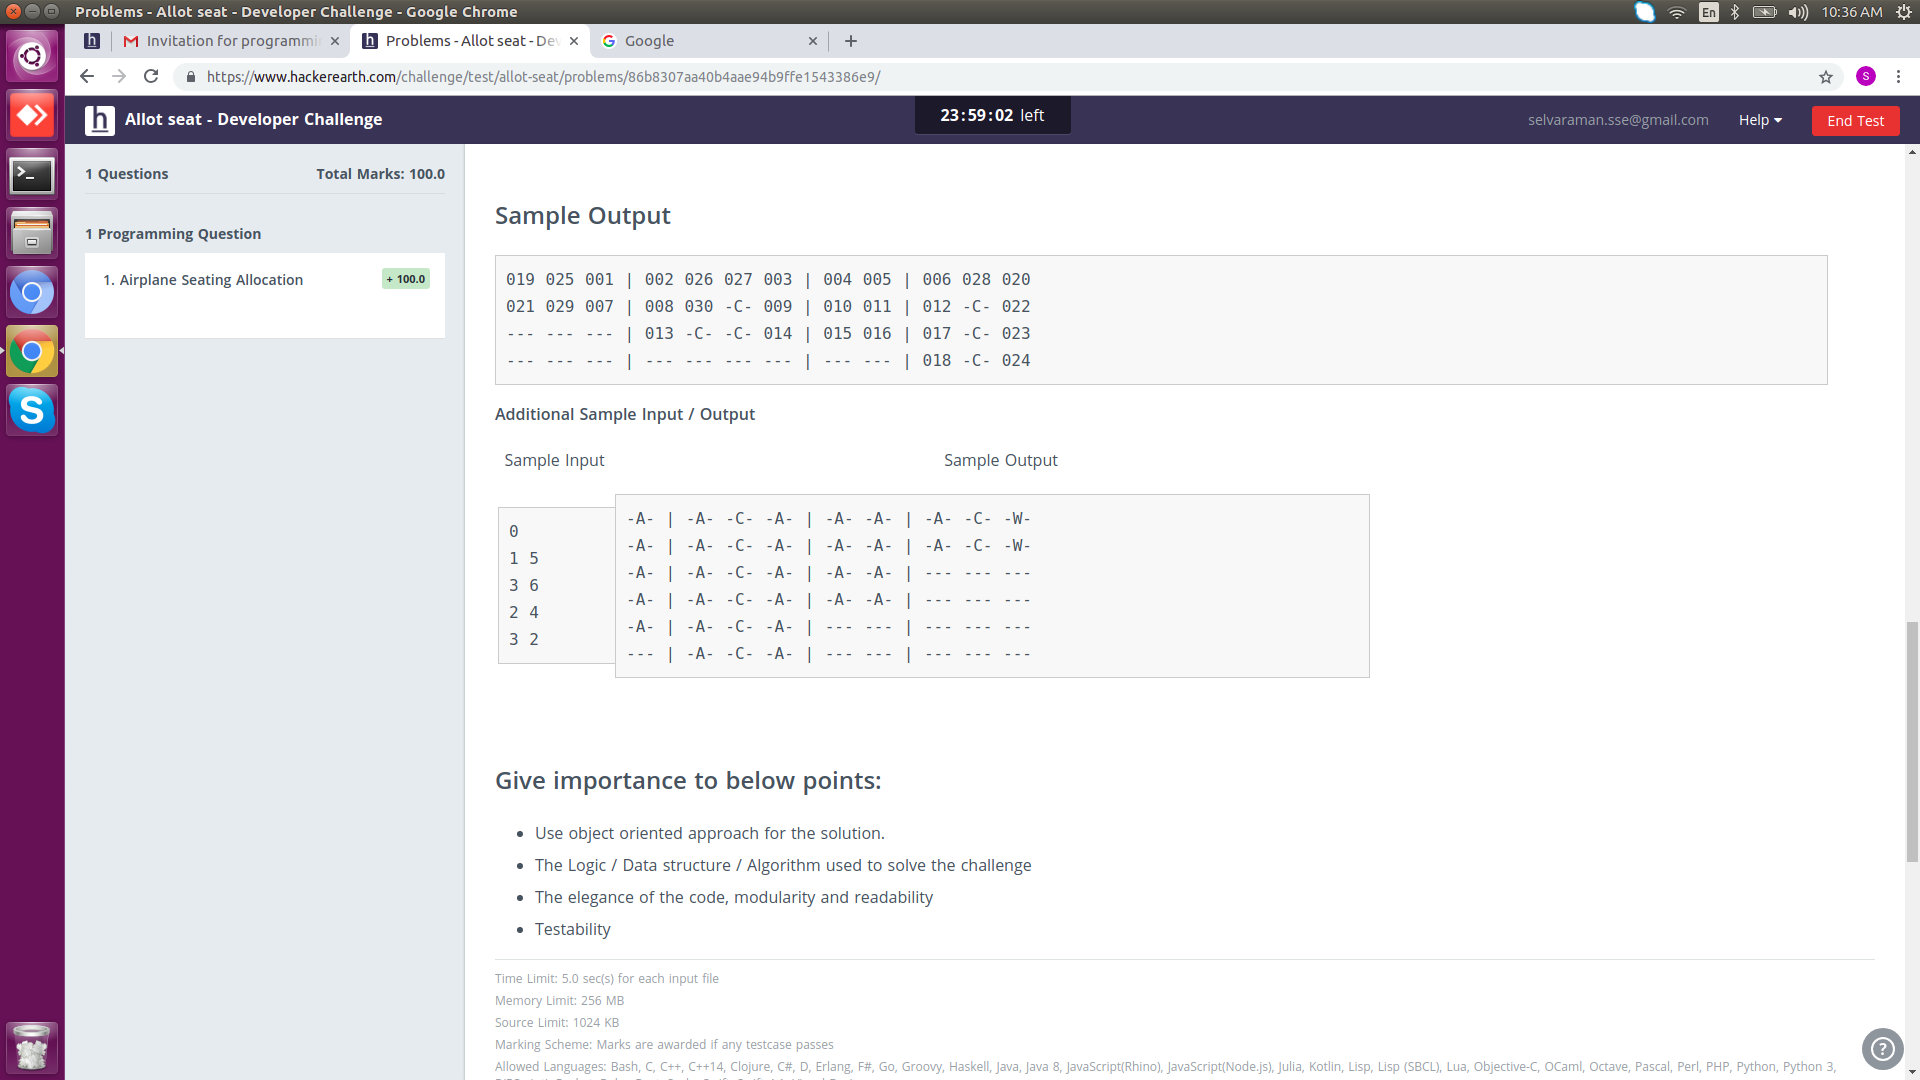 Problems - Allot seat - Developer Challenge - Google Chrome
En
10:36 AM
Invitation for programmi
Problems - Allot seat - De
Google
https://www.hackerearth.com/challenge/test/allot-seat/problems/86b8307aa40b4aae94b9ffe1543386e9/
S
h Allot seat - Developer Challenge
23:59:02 left
selvaraman.sse@gmail.com
Help
End Test
1 Questions
Total Marks: 100.0
1 Programming Question
1. Airplane Seating Allocation
+ 100.0
Sample Output
019 025 001 | 002 026 027 003 | 004 005 | 006 028 020
021 029 007 | 008 030 -C- 009 | 010 011 | 012 -C- 022
--- --- --- | 013 -C- -C- 014 | 015 016 | 017 -C- 023
--- --- --- | --- --- --- --- | --- --- | 018 -C- 024
Additional Sample Input / Output
Sample Input
Sample Output
0
1 5
3 6
2 4
3 2
-A- | -A- -C- -A- | -A- -A- | -A- -C- -W-
-A- | -A- -C- -A- | -A- -A- | -A- -C- -W-
-A- | -A- -C- -A- | -A- -A- | --- --- ---
-A- | -A- -C- -A- | -A- -A- | --- --- ---
-A- | -A- -C- -A- | --- --- | --- --- ---
--- | -A- -C- -A- | --- --- | --- --- ---
Give importance to below points:
Use object oriented approach for the solution.
The Logic / Data structure / Algorithm used to solve the challenge
The elegance of the code, modularity and readability
Testability
Time Limit: 5.0 sec(s) for each input file
Memory Limit: 256 MB
Source Limit: 1024 KB
Marking Scheme: Marks are awarded if any testcase passes
Allowed Languages: Bash, C, C++, C++14, Clojure, C#, D, Erlang, F#, Go, Groovy, Haskell, Java, Java 8, JavaScript(Rhino), JavaScript(Node.js), Julia, Kotlin, Lisp, Lisp (SBCL), Lua, Objective-C, OCaml, Octave, Pascal, Perl, PHP, Python, Python 3,